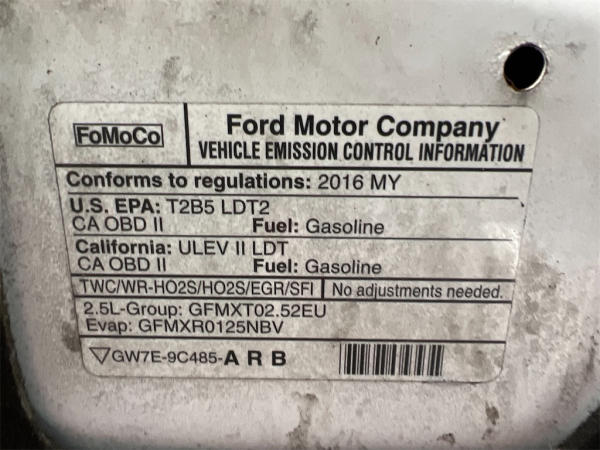 FoMoCo
Ford Motor Company
VEHICLE EMISSION CONTROL INFORMATION
Conforms to regulations: 2016 MY
U.S. EPA: T2B5 LDT2
CA OBD II Fuel: Gasoline
California: ULEV II LDT
CA OBD II Fuel: Gasoline
TWC/WR-HO2S/HO2S/EGR/SFI No adjustments needed.
2.5L-Group: GFMXT02.52EU
Evap: GFMXR0125NBV
GW7E-9C485-A R B